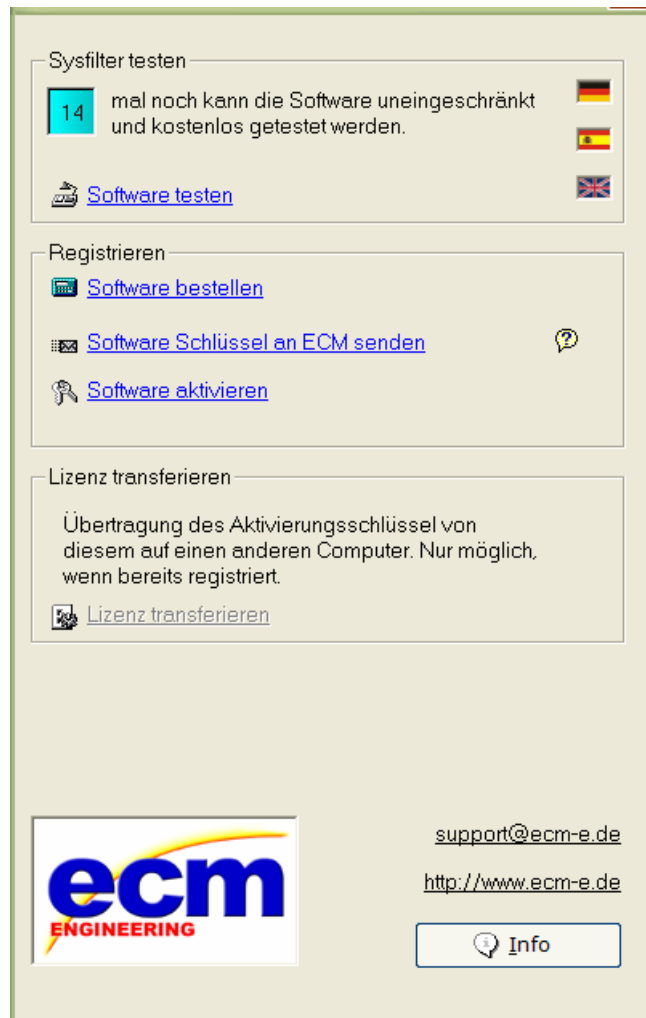 Sysfilter testen
14
mal noch kann die Software uneingeschränkt
und kostenlos getestet werden.
Software testen
Registrieren
Software bestellen
Software Schlüssel an ECM senden
Software aktivieren
Lizenz transferieren
Übertragung des Aktivierungsschlüssel von
diesem auf einen anderen Computer. Nur möglich,
wenn bereits registriert.
Lizenz transferieren
ecm
ENGINEERING
support@ecm-e.de
http://www.ecm-e.de
Info